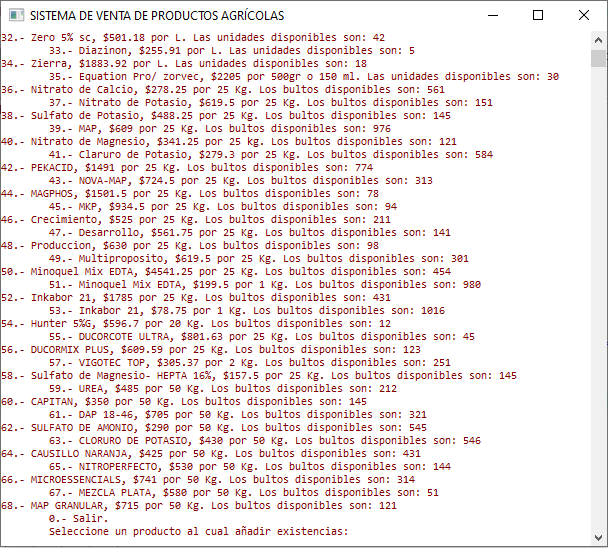 SISTEMA DE VENTA DE PRODUCTOS AGRÍCOLAS
32.- Zero 5% sc, $501.18 por L. Las unidades disponibles son: 42
33.- Diazinon, $255.91 por L. Las unidades disponibles son: 5
34.- Zierra, $1883.92 por L. Las unidades disponibles son: 18
35.- Equation Pro/ zorvec, $2205 por 500gr o 150 ml. Las unidades disponibles son: 30
36.- Nitrato de Calcio, $278.25 por 25 Kg. Los bultos disponibles son: 561
37.- Nitrato de Potasio, $619.5 por 25 Kg. Los bultos disponibles son: 151
38.- Sulfato de Potasio, $488.25 por 25 Kg. Los bultos disponibles son: 145
39.- MAP, $609 por 25 Kg. Los bultos disponibles son: 976
40.- Nitrato de Magnesio, $341.25 por 25 kg. Los bultos disponibles son: 121
41.- Claruro de Potasio, $279.3 por 25 Kg. Los bultos disponibles son: 584
42.- PEKACID, $1491 por 25 Kg. Los bultos disponibles son: 774
43.- NOVA-MAP, $724.5 por 25 Kg. Los bultos disponibles son: 313
44.- MAGPHOS, $1501.5 por 25 Kg. Los bultos disponibles son: 78
45.- MKP, $934.5 por 25 Kg. Los bultos disponibles son: 94
46.- Crecimiento, $525 por 25 Kg. Los bultos disponibles son: 211
47.- Desarrollo, $561.75 por 25 Kg. Los bultos disponibles son: 141
48.- Produccion, $630 por 25 Kg. Los bultos disponibles son: 98
49.- Multiproposito, $619.5 por 25 Kg. Los bultos disponibles son: 301
50.- Minoquel Mix EDTA, $4541.25 por 25 Kg. Los bultos disponibles son: 454
51.- Minoquel Mix EDTA, $199.5 por 1 Kg. Los bultos disponibles son: 980
52.- Inkabor 21, $1785 por 25 Kg. Los bultos disponibles son: 431
53.- Inkabor 21, $78.75 por 1 Kg. Los bultos disponibles son: 1016
54.- Hunter 5%G, $596.7 por 20 Kg. Los bultos disponibles son: 12
55.- DUCORCOTE ULTRA, $801.63 por 25 Kg. Los bultos disponibles son: 45
56.- DUCORMIX PLUS, $609.59 por 25 Kg. Los bultos disponibles son: 123
57.- VIGOTEC TOP, $305.37 por 2 Kg. Los bultos disponibles son: 251
58.- Sulfato de Magnesio- HEPTA 16%, $157.5 por 25 Kg. Los bultos disponibles son: 145
59.- UREA, $485 por 50 Kg. Los bultos disponibles son: 212
60.- CAPITAN, $350 por 50 Kg. Los bultos disponibles son: 145
61.- DAP 18-46, $705 por 50 Kg. Los bultos disponibles son: 321
62.- SULFATO DE AMONIO, $290 por 50 Kg. Los bultos disponibles son: 545
63.- CLORURO DE POTASIO, $430 por 50 Kg. Los bultos disponibles son: 546
64.- CAUSILLO NARANJA, $425 por 50 Kg. Los bultos disponibles son: 431
65.- NITROPERFECTO, $530 por 50 Kg. Los bultos disponibles son: 144
66.- MICROESSENCIALS, $741 por 50 Kg. Los bultos disponibles son: 314
67.- MEZCLA PLATA, $580 por 50 Kg. Los bultos disponibles son: 51
68.- MAP GRANULAR, $715 por 50 Kg. Los bultos disponibles son: 121
0.- Salir.
Seleccione un producto al cual añadir existencias: